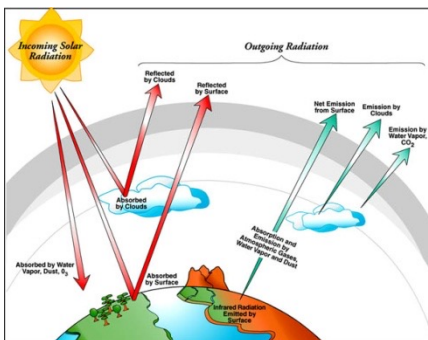 Incoming Solar
Radiation
Outgoing Radiation
Reflected
by Clouds
Reflected
by Surface
Net Emission
from Surface
Emission
by Clouds
Emission
by Water
Vapor,
CO2
Absorbed
by Clouds
Absorption and
Emission by
Atmospheric Gases,
Water Vapor and Dust
Absorbed by Water
Vapor, Dust, O3
Absorbed
by Surface
Infrared Radiation
Emitted by
Surface